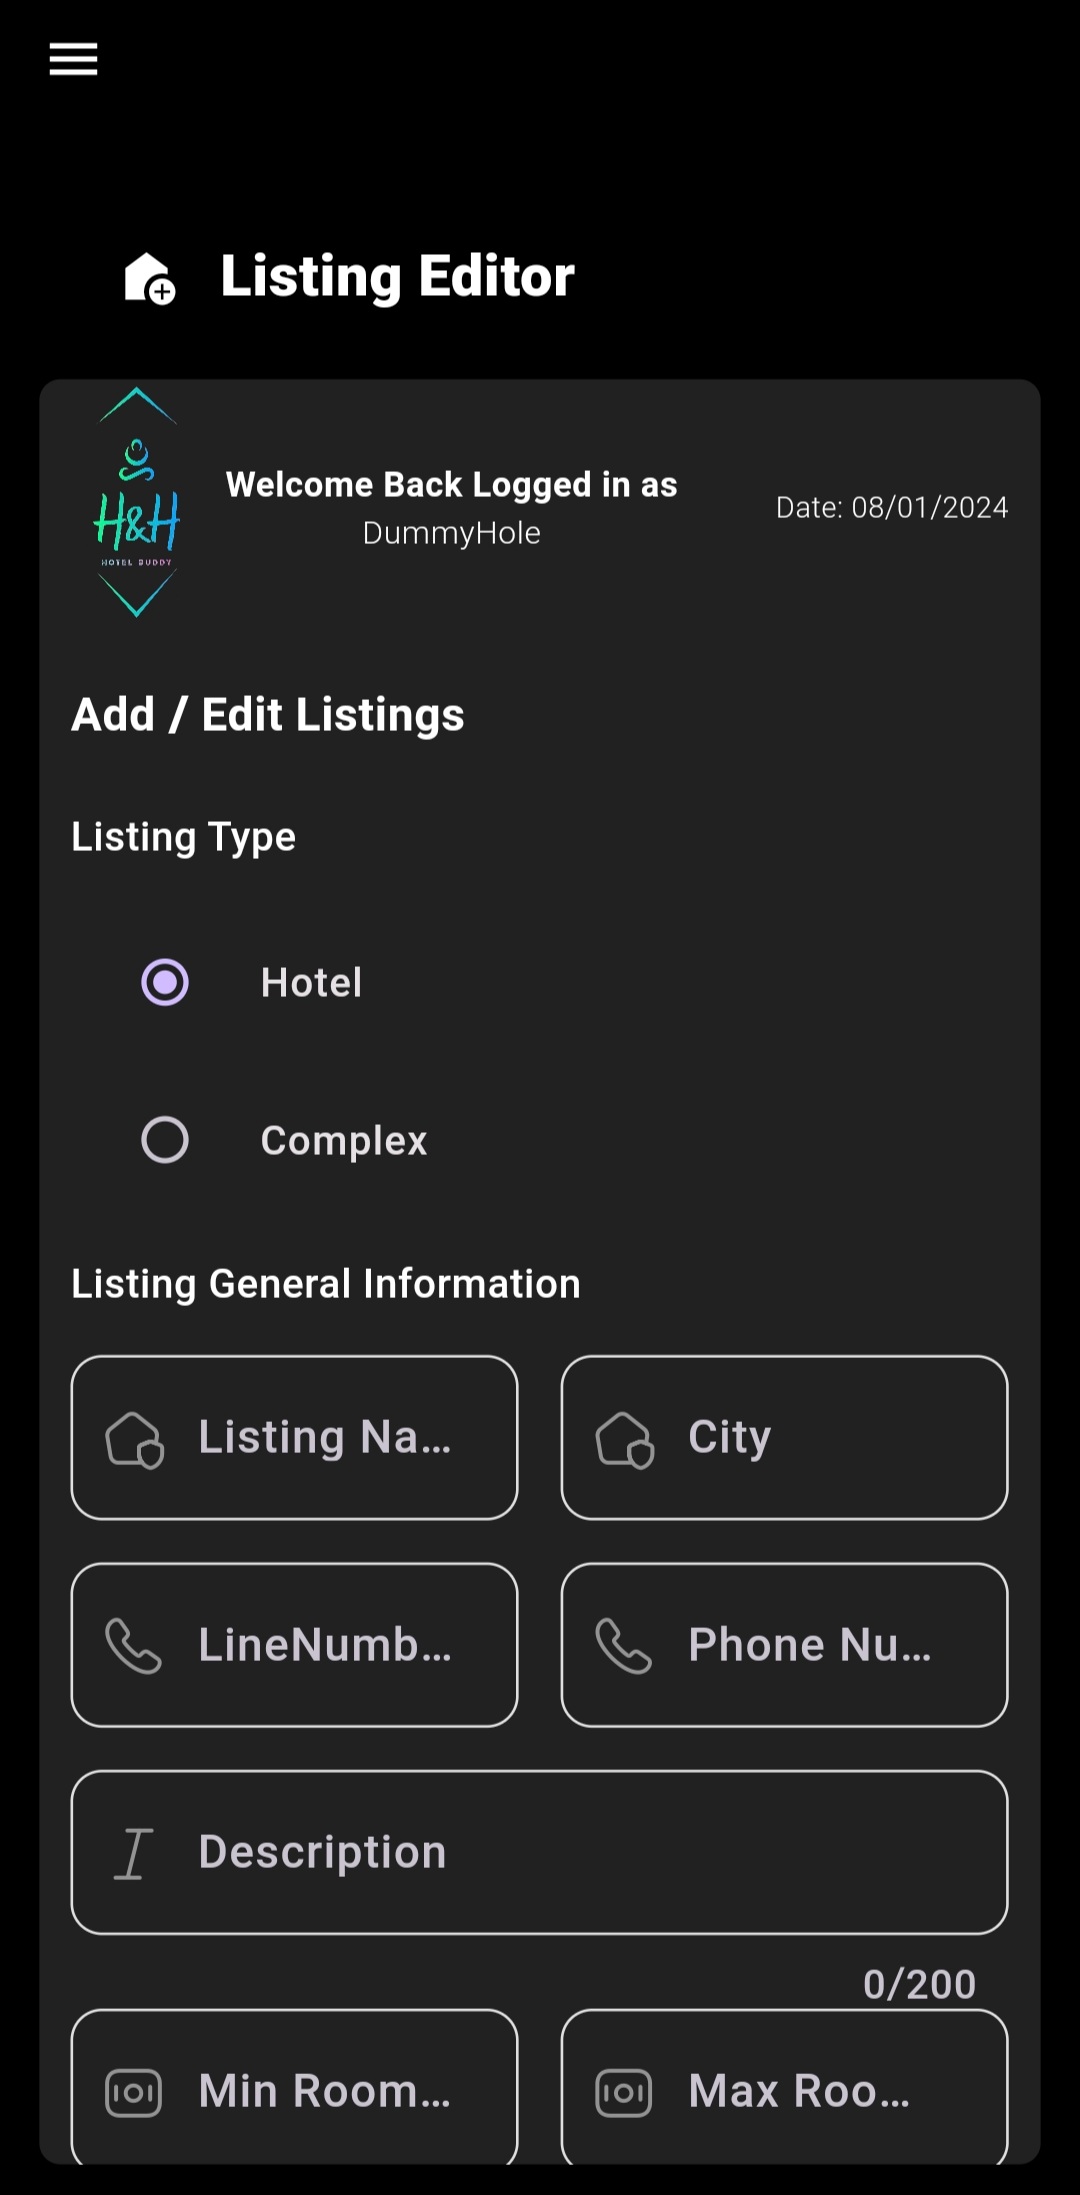 Listing Editor
H&H
HOTEL BUDDY
Welcome Back Logged in as
DummyHole
Date: 08/01/2024
Add / Edit Listings
Listing Type
Hotel
Complex
Listing General Information
Listing Na...
City
LineNumb...
Phone Nu...
Description
0/200
Min Room...
Max Roo...